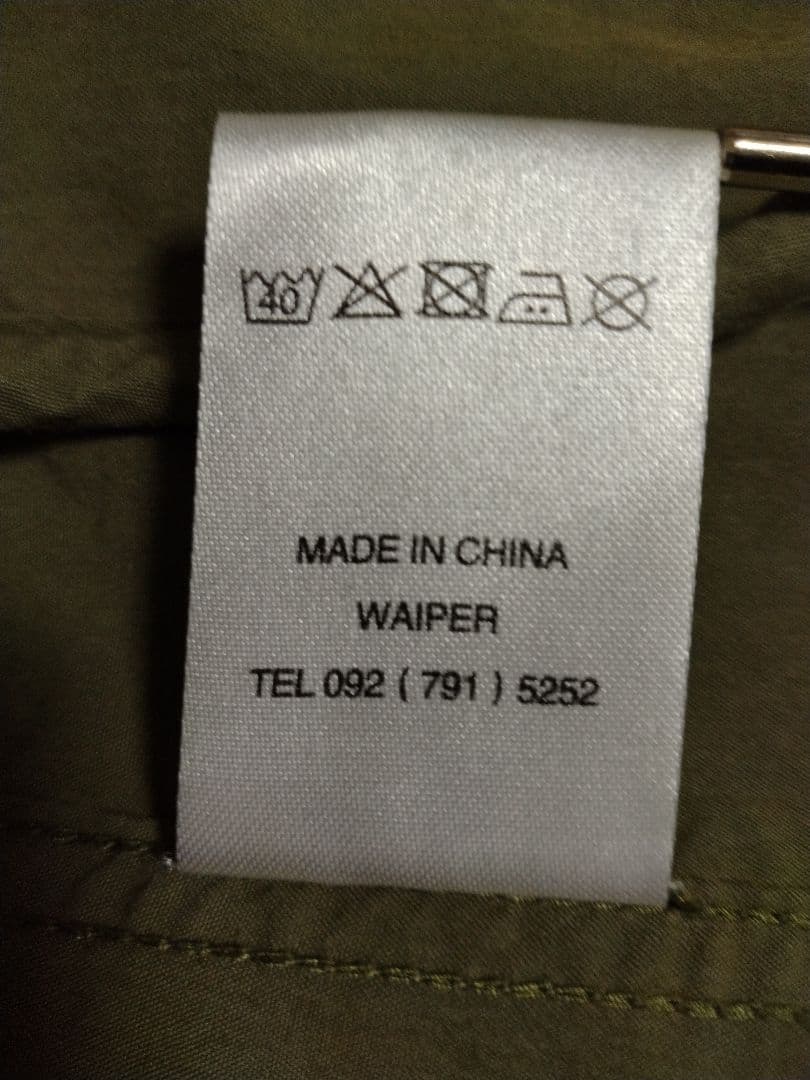 40
MADE IN CHINA
WAIPER
TEL 092 ( 791 ) 5252